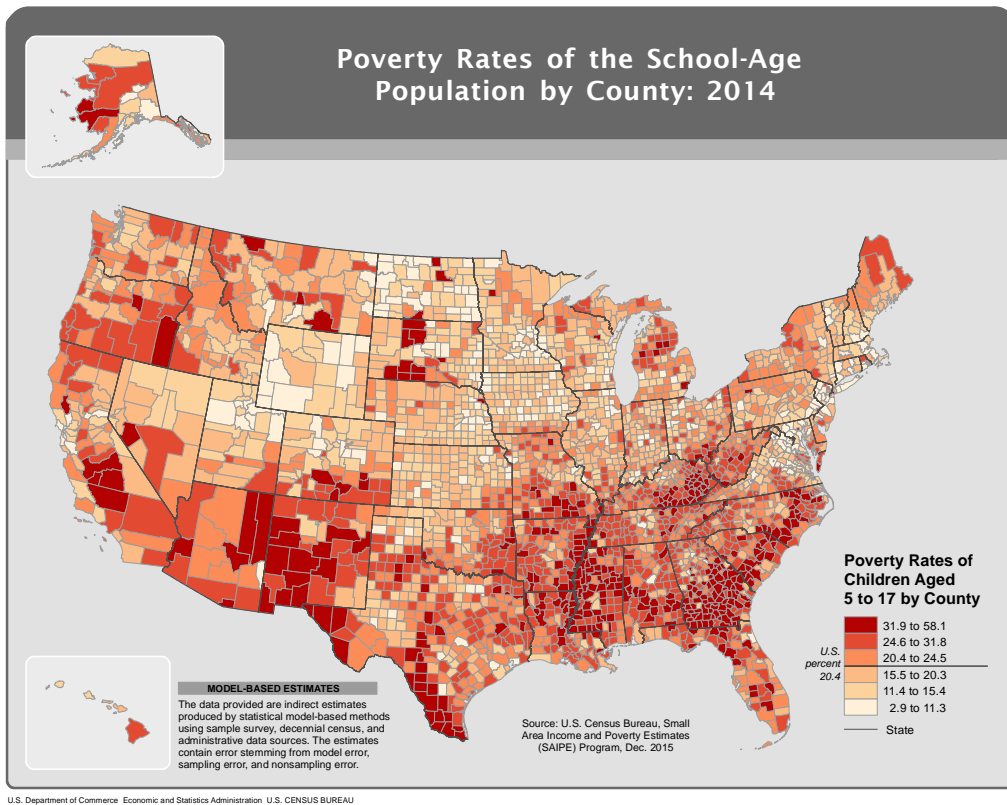 Poverty Rates of the School-Age
Population by County: 2014
Poverty Rates of
Children Aged
5 to 17 by County
31.9 to 58.1
24.6 to 31.8
20.4 to 24.5
15.5 to 20.3
11.4 to 15.4
2.9 to 11.3
State
U.S.
percent
20.4
MODEL-BASED ESTIMATES
The data provided are indirect estimates
produced by statistical model-based methods
using sample survey, decennial census, and
administrative data sources. The estimates
contain error stemming from model error,
sampling error, and nonsampling error.
Source: U.S. Census Bureau, Small
Area Income and Poverty Estimates
(SAIPE) Program, Dec. 2015
U.S. Department of Commerce Economic and Statistics Administration U.S. CENSUS BUREAU